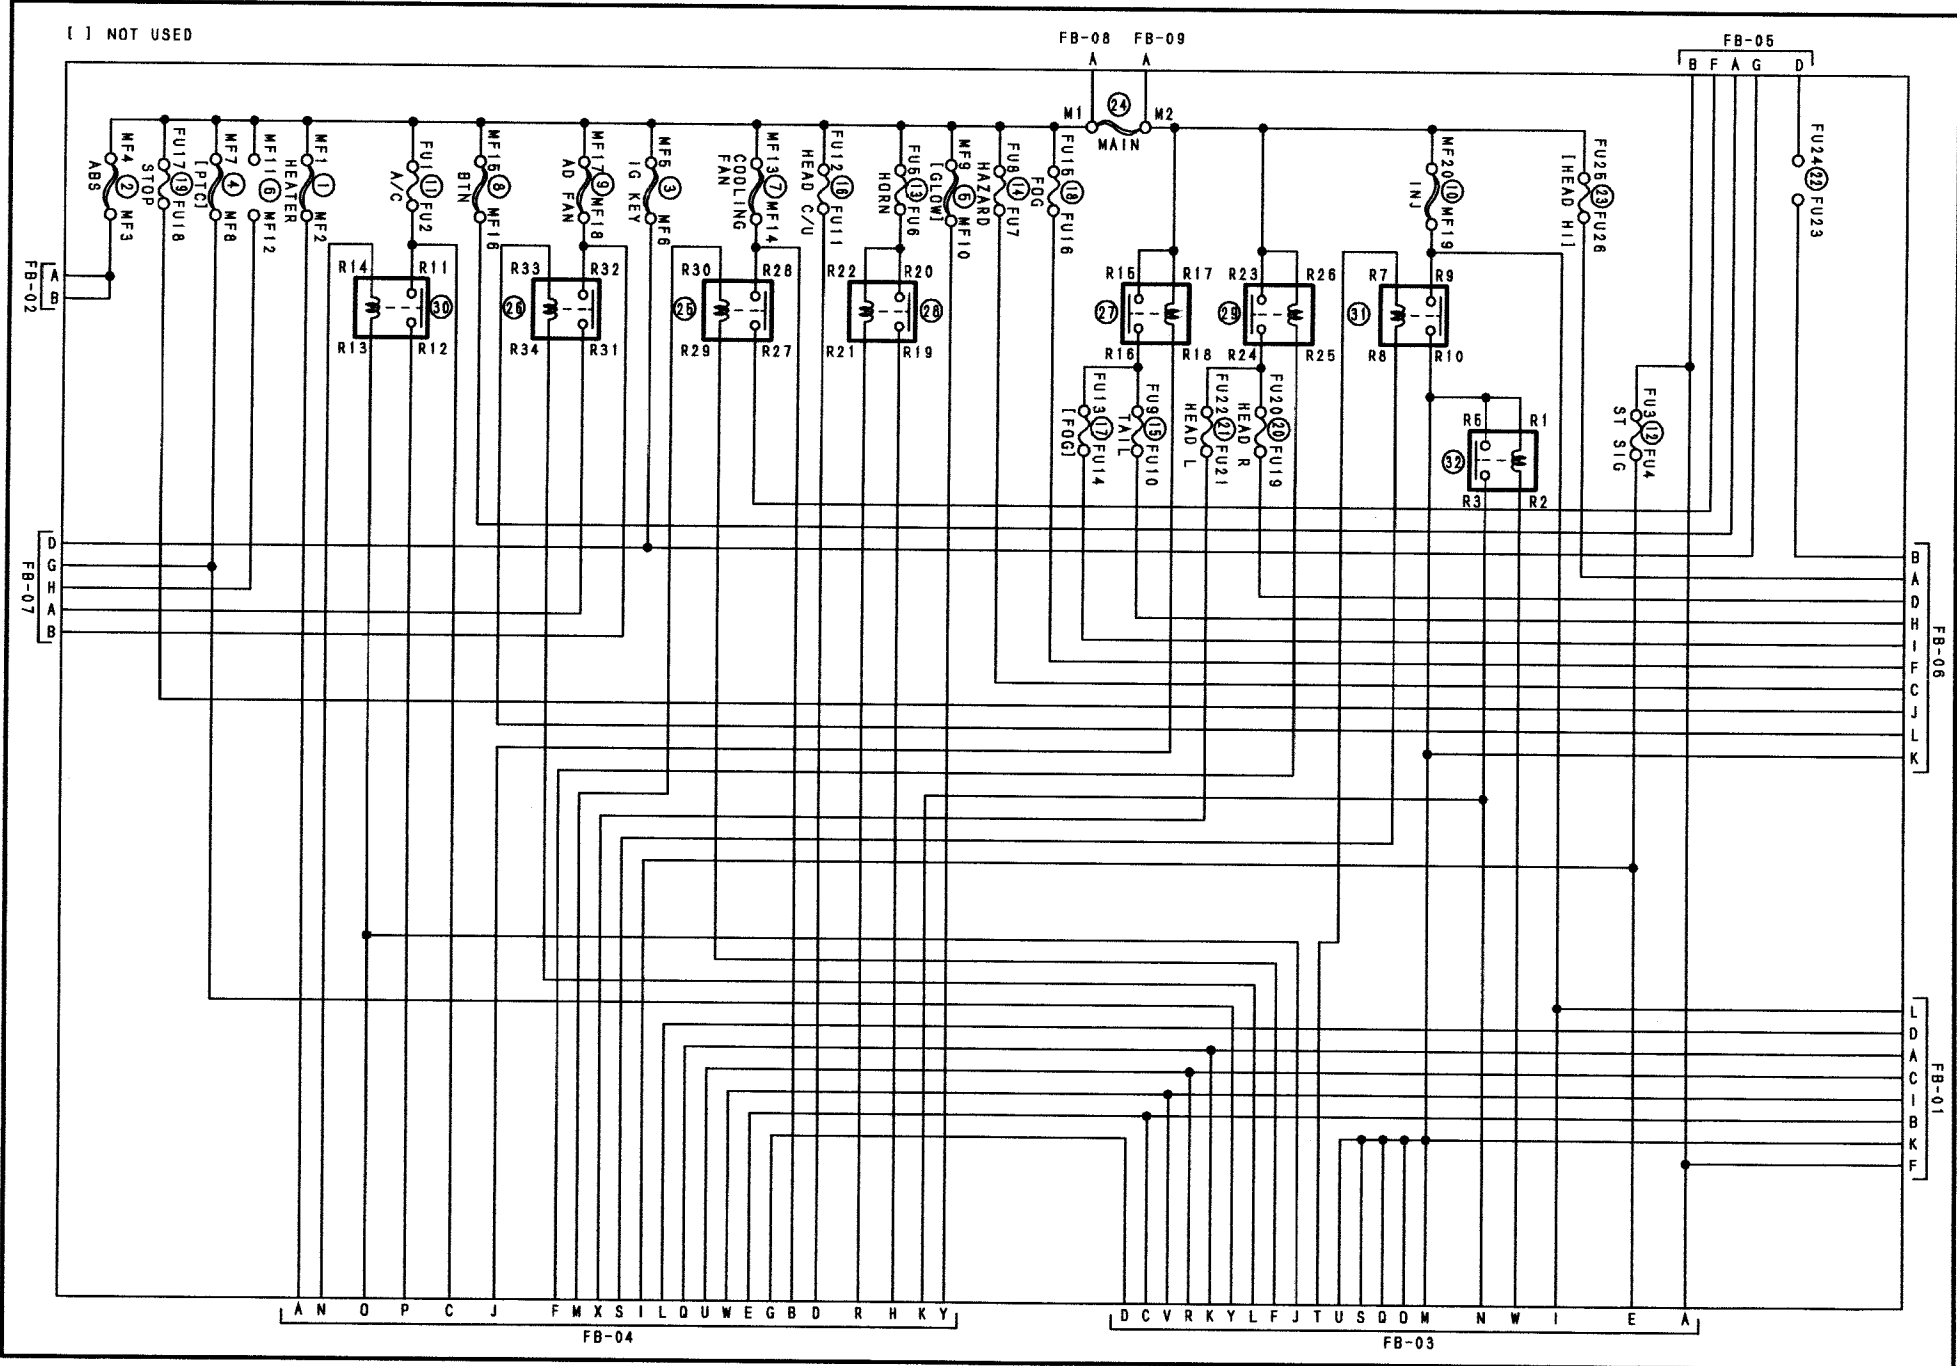 [ ] NOT USED
FB-08 FB-09
A A
FB-05
B F A G D
M1 24 M2
MAIN
MF4 2 MF3
ABS
FU17 19 FU18
STOP
MF7 4 MF8
[PTC]
MF11 6 MF12
MF1 1 MF2
HEATER
FU1 11 FU2
A/C
MF15 8 MF16
BTN
MF17 9 MF18
AD FAN
MF5 3 MF6
IG KEY
MF13 7 MF14
COOLING
FAN
FU12 16 FU11
HEAD C/U
FU5 13 FU6
HORN
MF9 5 MF10
[GLOW]
FU8 14 FU7
HAZARD
FU15 18 FU16
FOG
MF20 10 MF19
INJ
FU25 23 FU26
[HEAD HI]
FU24 22 FU23
FB-02
A
B
R14 R11
30
R13 R12
R33 R32
26
R34 R31
R30 R28
25
R29 R27
R22 R20
28
R21 R19
R15 R17
27
R16 R18
R23 R26
29
R24 R25
R7 R9
31
R8 R10
FU13 17 FU14
[FOG]
FU9 15 FU10
TAIL
FU22 21 FU21
HEAD L
FU20 20 FU19
HEAD R
R5 R1
32
R3 R2
FU3 12 FU4
ST SIG
FB-07
D
G
H
A
B
FB-06
B
A
D
H
I
F
C
J
L
K
FB-01
L
D
A
C
I
B
K
F
A N O P C J F M X S I L Q U W E G B D R H K Y
FB-04
D C V R K Y L F J T U S Q O M N W I E A
FB-03